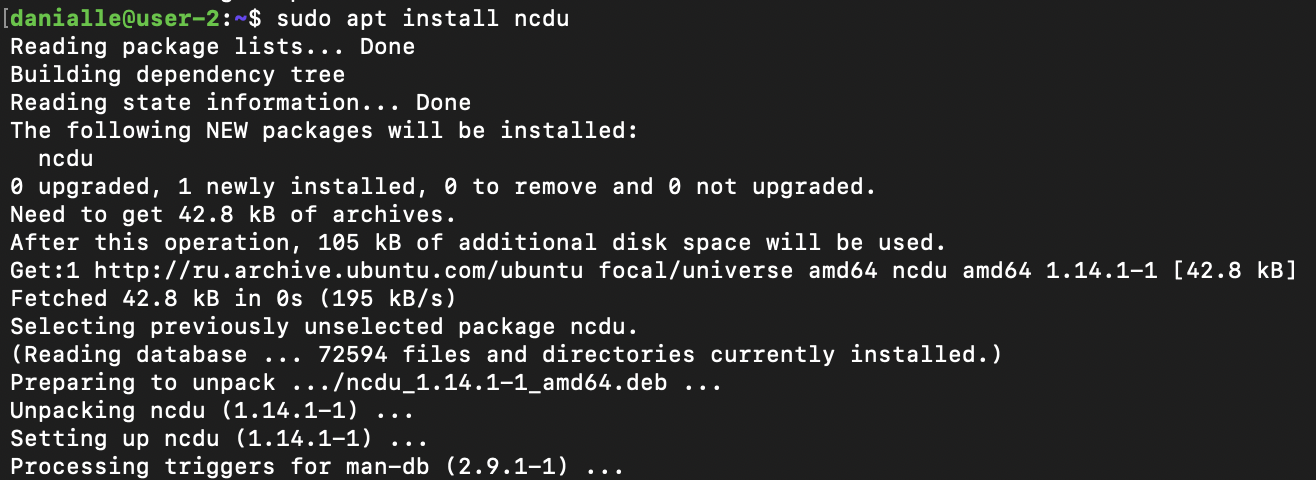 [danialle@user-2:~$ sudo apt install ncdu
Reading package lists... Done
Building dependency tree
Reading state information... Done
The following NEW packages will be installed:
  ncdu
0 upgraded, 1 newly installed, 0 to remove and 0 not upgraded.
Need to get 42.8 kB of archives.
After this operation, 105 kB of additional disk space will be used.
Get:1 http://ru.archive.ubuntu.com/ubuntu focal/universe amd64 ncdu amd64 1.14.1-1 [42.8 kB]
Fetched 42.8 kB in 0s (195 kB/s)
Selecting previously unselected package ncdu.
(Reading database ... 72594 files and directories currently installed.)
Preparing to unpack .../ncdu_1.14.1-1_amd64.deb ...
Unpacking ncdu (1.14.1-1) ...
Setting up ncdu (1.14.1-1) ...
Processing triggers for man-db (2.9.1-1) ...